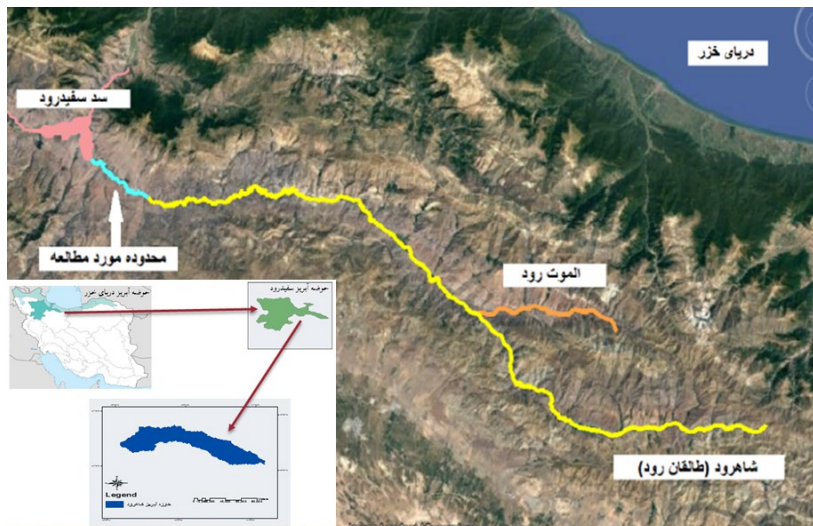 دریای خزر
سد سفیدرود
محدوده مورد مطالعه
الموت رود
حوضه آبریز دریای خزر
حوضه آبریز سفیدرود
شاهرود (طالقان رود)
Legend
حوزه آبریز شاهرود